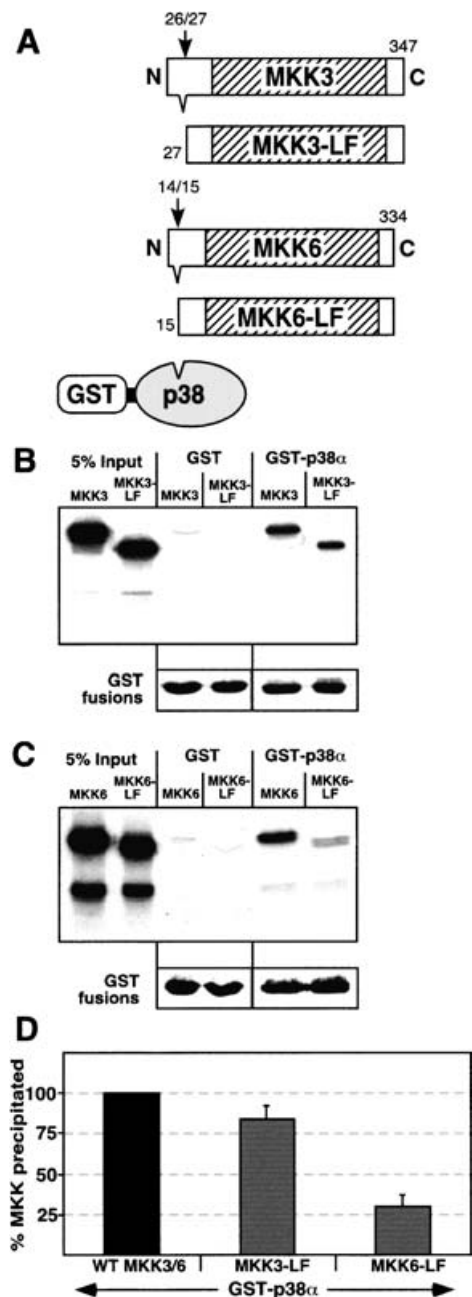 A
26/27
347
N
MKK3
C
27
MKK3-LF
14/15
334
N
MKK6
C
15
MKK6-LF
GST
p38
B
5% Input
GST
GST-p38α
MKK3
MKK3-
LF
MKK3
MKK3-
LF
MKK3
MKK3-
LF
GST
fusions
C
5% Input
GST
GST-p38α
MKK6
MKK6-
LF
MKK6
MKK6-
LF
MKK6
MKK6-
LF
GST
fusions
D
% MKK precipitated
100
75
50
25
WT MKK3/6
MKK3-LF
MKK6-LF
GST-p38α